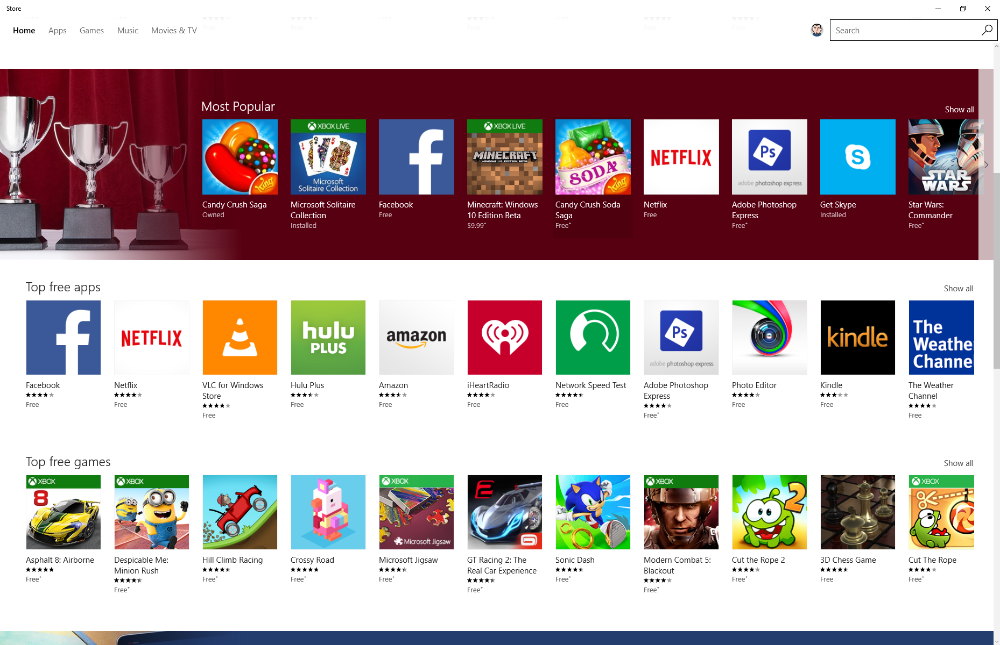 Store
Home Apps Games Music Movies & TV Search
Most Popular Show all
XBOX LIVE
J Q K
Microsoft
Solitaire Collection
XBOX LIVE
MINECRAFT
WINDOWS 10 EDITION BETA
SODA
King
King
NETFLIX
Ps
adobe photoshop express
S
STAR
WARS
Candy Crush Saga
Owned
Microsoft Solitaire
Collection
Installed
Facebook
Free
Minecraft: Windows
10 Edition Beta
$9.99*
Candy Crush Soda
Saga
Free*
Netflix
Free
Adobe Photoshop
Express
Free*
Get Skype
Installed
Star Wars:
Commander
Free*
Top free apps Show all
f
NETFLIX
hulu
PLUS
amazon
Ps
adobe photoshop express
kindle
The
Weather
Channel
Facebook
Free
Netflix
Free
VLC for Windows
Store
Free
Hulu Plus
Free
Amazon
Free
iHeartRadio
Free
Network Speed Test
Free
Adobe Photoshop
Express
Free*
Photo Editor
Free
Kindle
Free
The Weather
Channel
Free
Top free games Show all
XBOX
8
XBOX
XBOX
Microsoft Jigsaw
2
G
XBOX
2
XBOX
Asphalt 8: Airborne
Free*
Despicable Me:
Minion Rush
Free*
Hill Climb Racing
Free*
Crossy Road
Free*
Microsoft Jigsaw
Free*
GT Racing 2: The
Real Car Experience
Free*
Sonic Dash
Free*
Modern Combat 5:
Blackout
Free*
Cut the Rope 2
Free*
3D Chess Game
Free
Cut The Rope
Free*